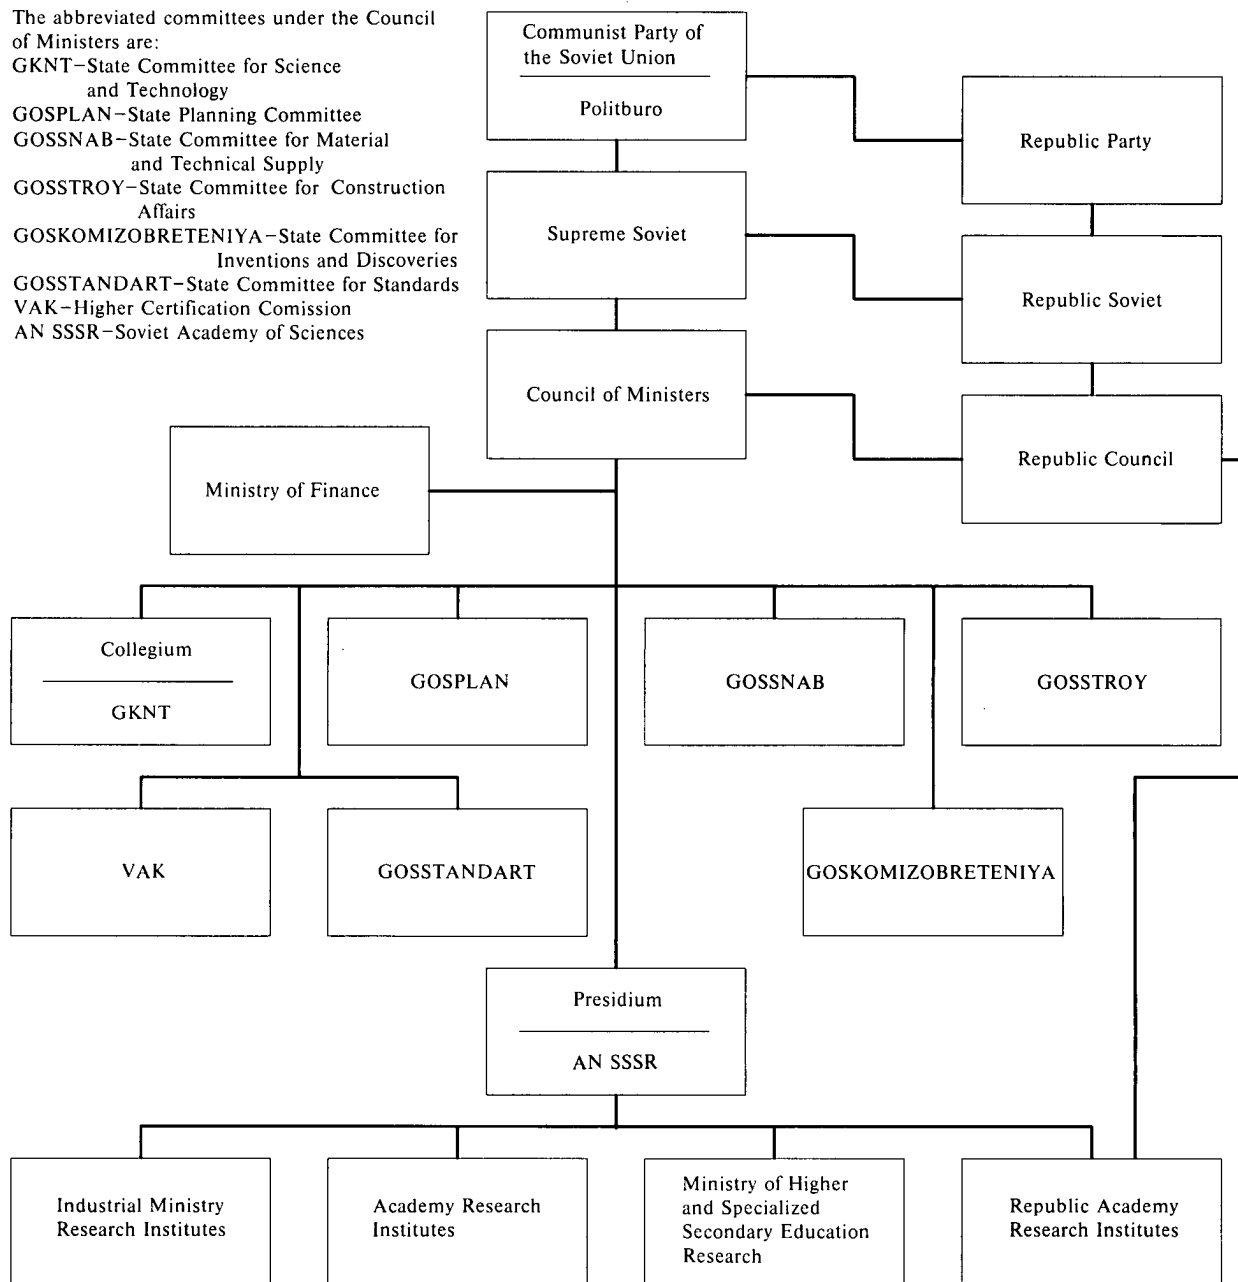 The abbreviated committees under the Council
of Ministers are:
GKNT-State Committee for Science
and Technology
GOSPLAN-State Planning Committee
GOSSNAB-State Committee for Material
and Technical Supply
GOSSTROY-State Committee for Construction
Affairs
GOSKOMIZOBRETENIYA-State Committee for
Inventions and Discoveries
GOSSTANDART-State Committee for Standards
VAK-Higher Certification Comission
AN SSSR-Soviet Academy of Sciences
Communist Party of
the Soviet Union
Politburo
Republic Party
Supreme Soviet
Republic Soviet
Council of Ministers
Republic Council
Ministry of Finance
Collegium
GKNT
GOSPLAN
GOSSNAB
GOSSTROY
VAK
GOSSTANDART
GOSKOMIZOBRETENIYA
Presidium
AN SSSR
Industrial Ministry
Research Institutes
Academy Research
Institutes
Ministry of Higher
and Specialized
Secondary Education
Research
Republic Academy
Research Institutes